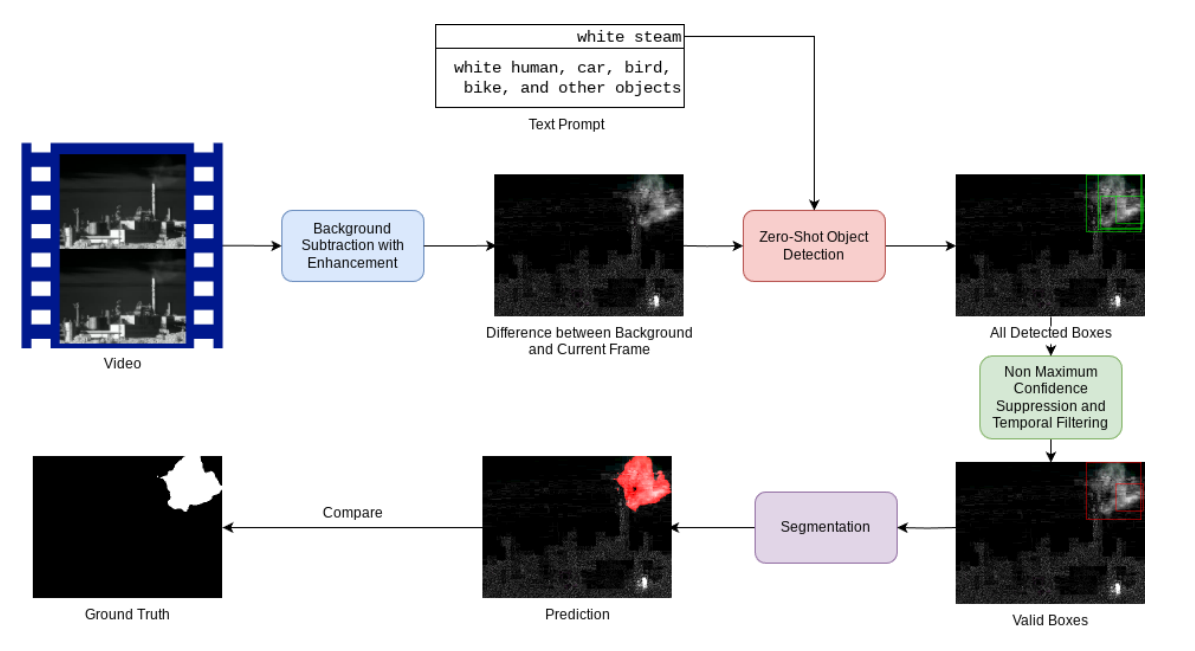 white steam
white human, car, bird,
bike, and other objects
Text Prompt
Background
Subtraction with
Enhancement
Zero-Shot Object
Detection
Video
Difference between Background
and Current Frame
All Detected Boxes
Non Maximum
Confidence
Suppression and
Temporal Filtering
Compare
Segmentation
Ground Truth
Prediction
Valid Boxes